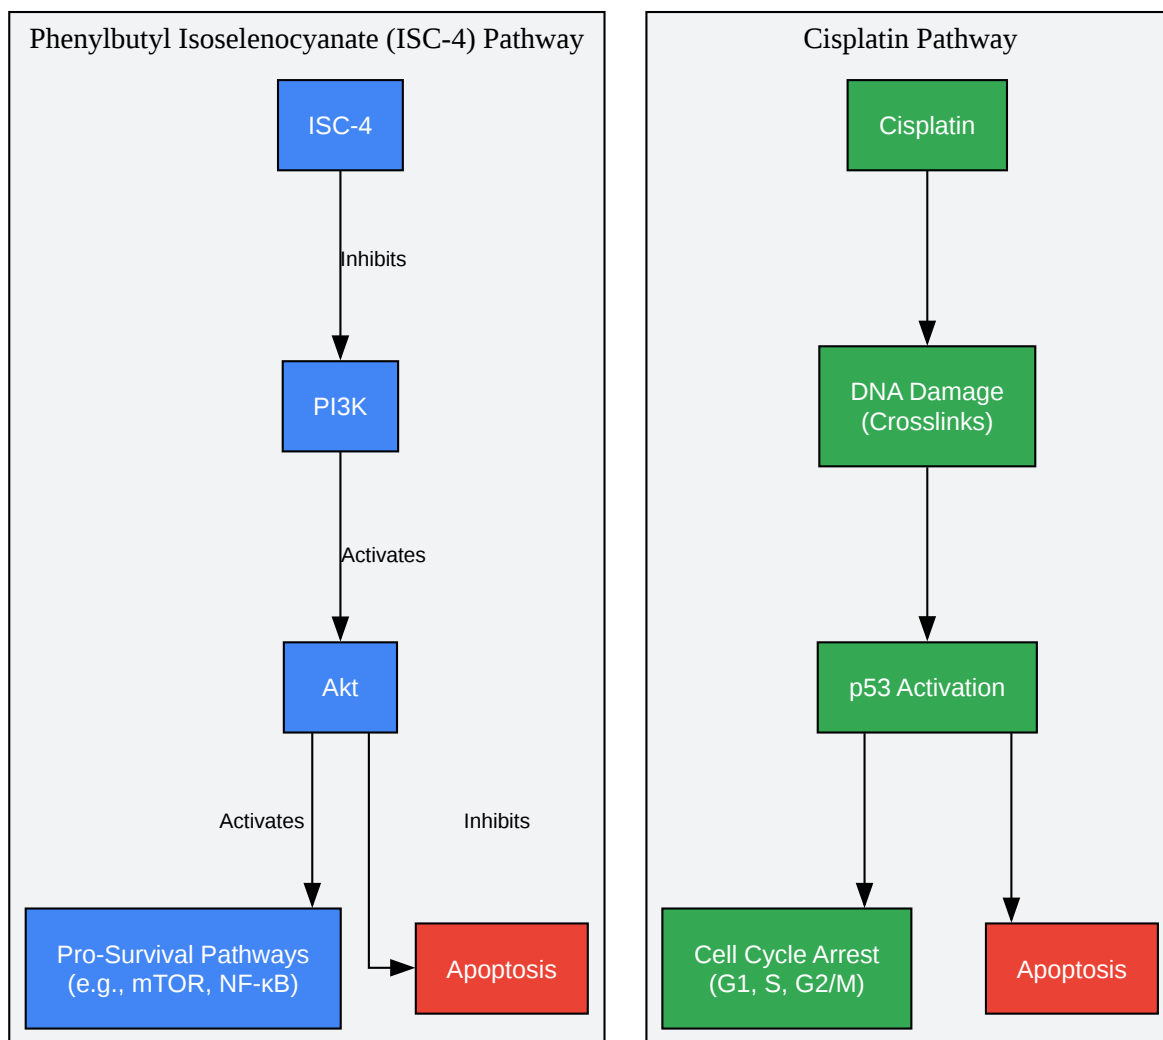 Phenylbutyl Isoselenocyanate (ISC-4) Pathway
ISC-4
Inhibits
PI3K
Activates
Akt
Activates
Inhibits
Pro-Survival Pathways
(e.g., mTOR, NF-κB)
Apoptosis
Cisplatin Pathway
Cisplatin
DNA Damage
(Crosslinks)
p53 Activation
Cell Cycle Arrest
(G1, S, G2/M)
Apoptosis